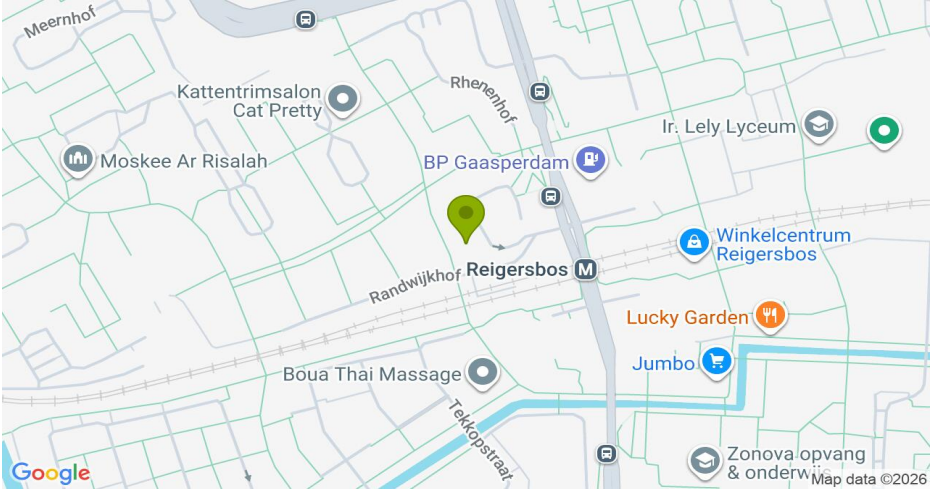 Meernhof
Rhenenhof
Kattentrimsalon
Cat Pretty
Ir. Lely Lyceum
Moskee Ar Risalah
BP Gaasperdam
Winkelcentrum
Reigersbos
Reigersbos M
Randwijkhof
Lucky Garden
Jumbo
Boua Thai Massage
Tekkopstraat
Zonova opvang
& onderwijs
Google
Map data ©2026